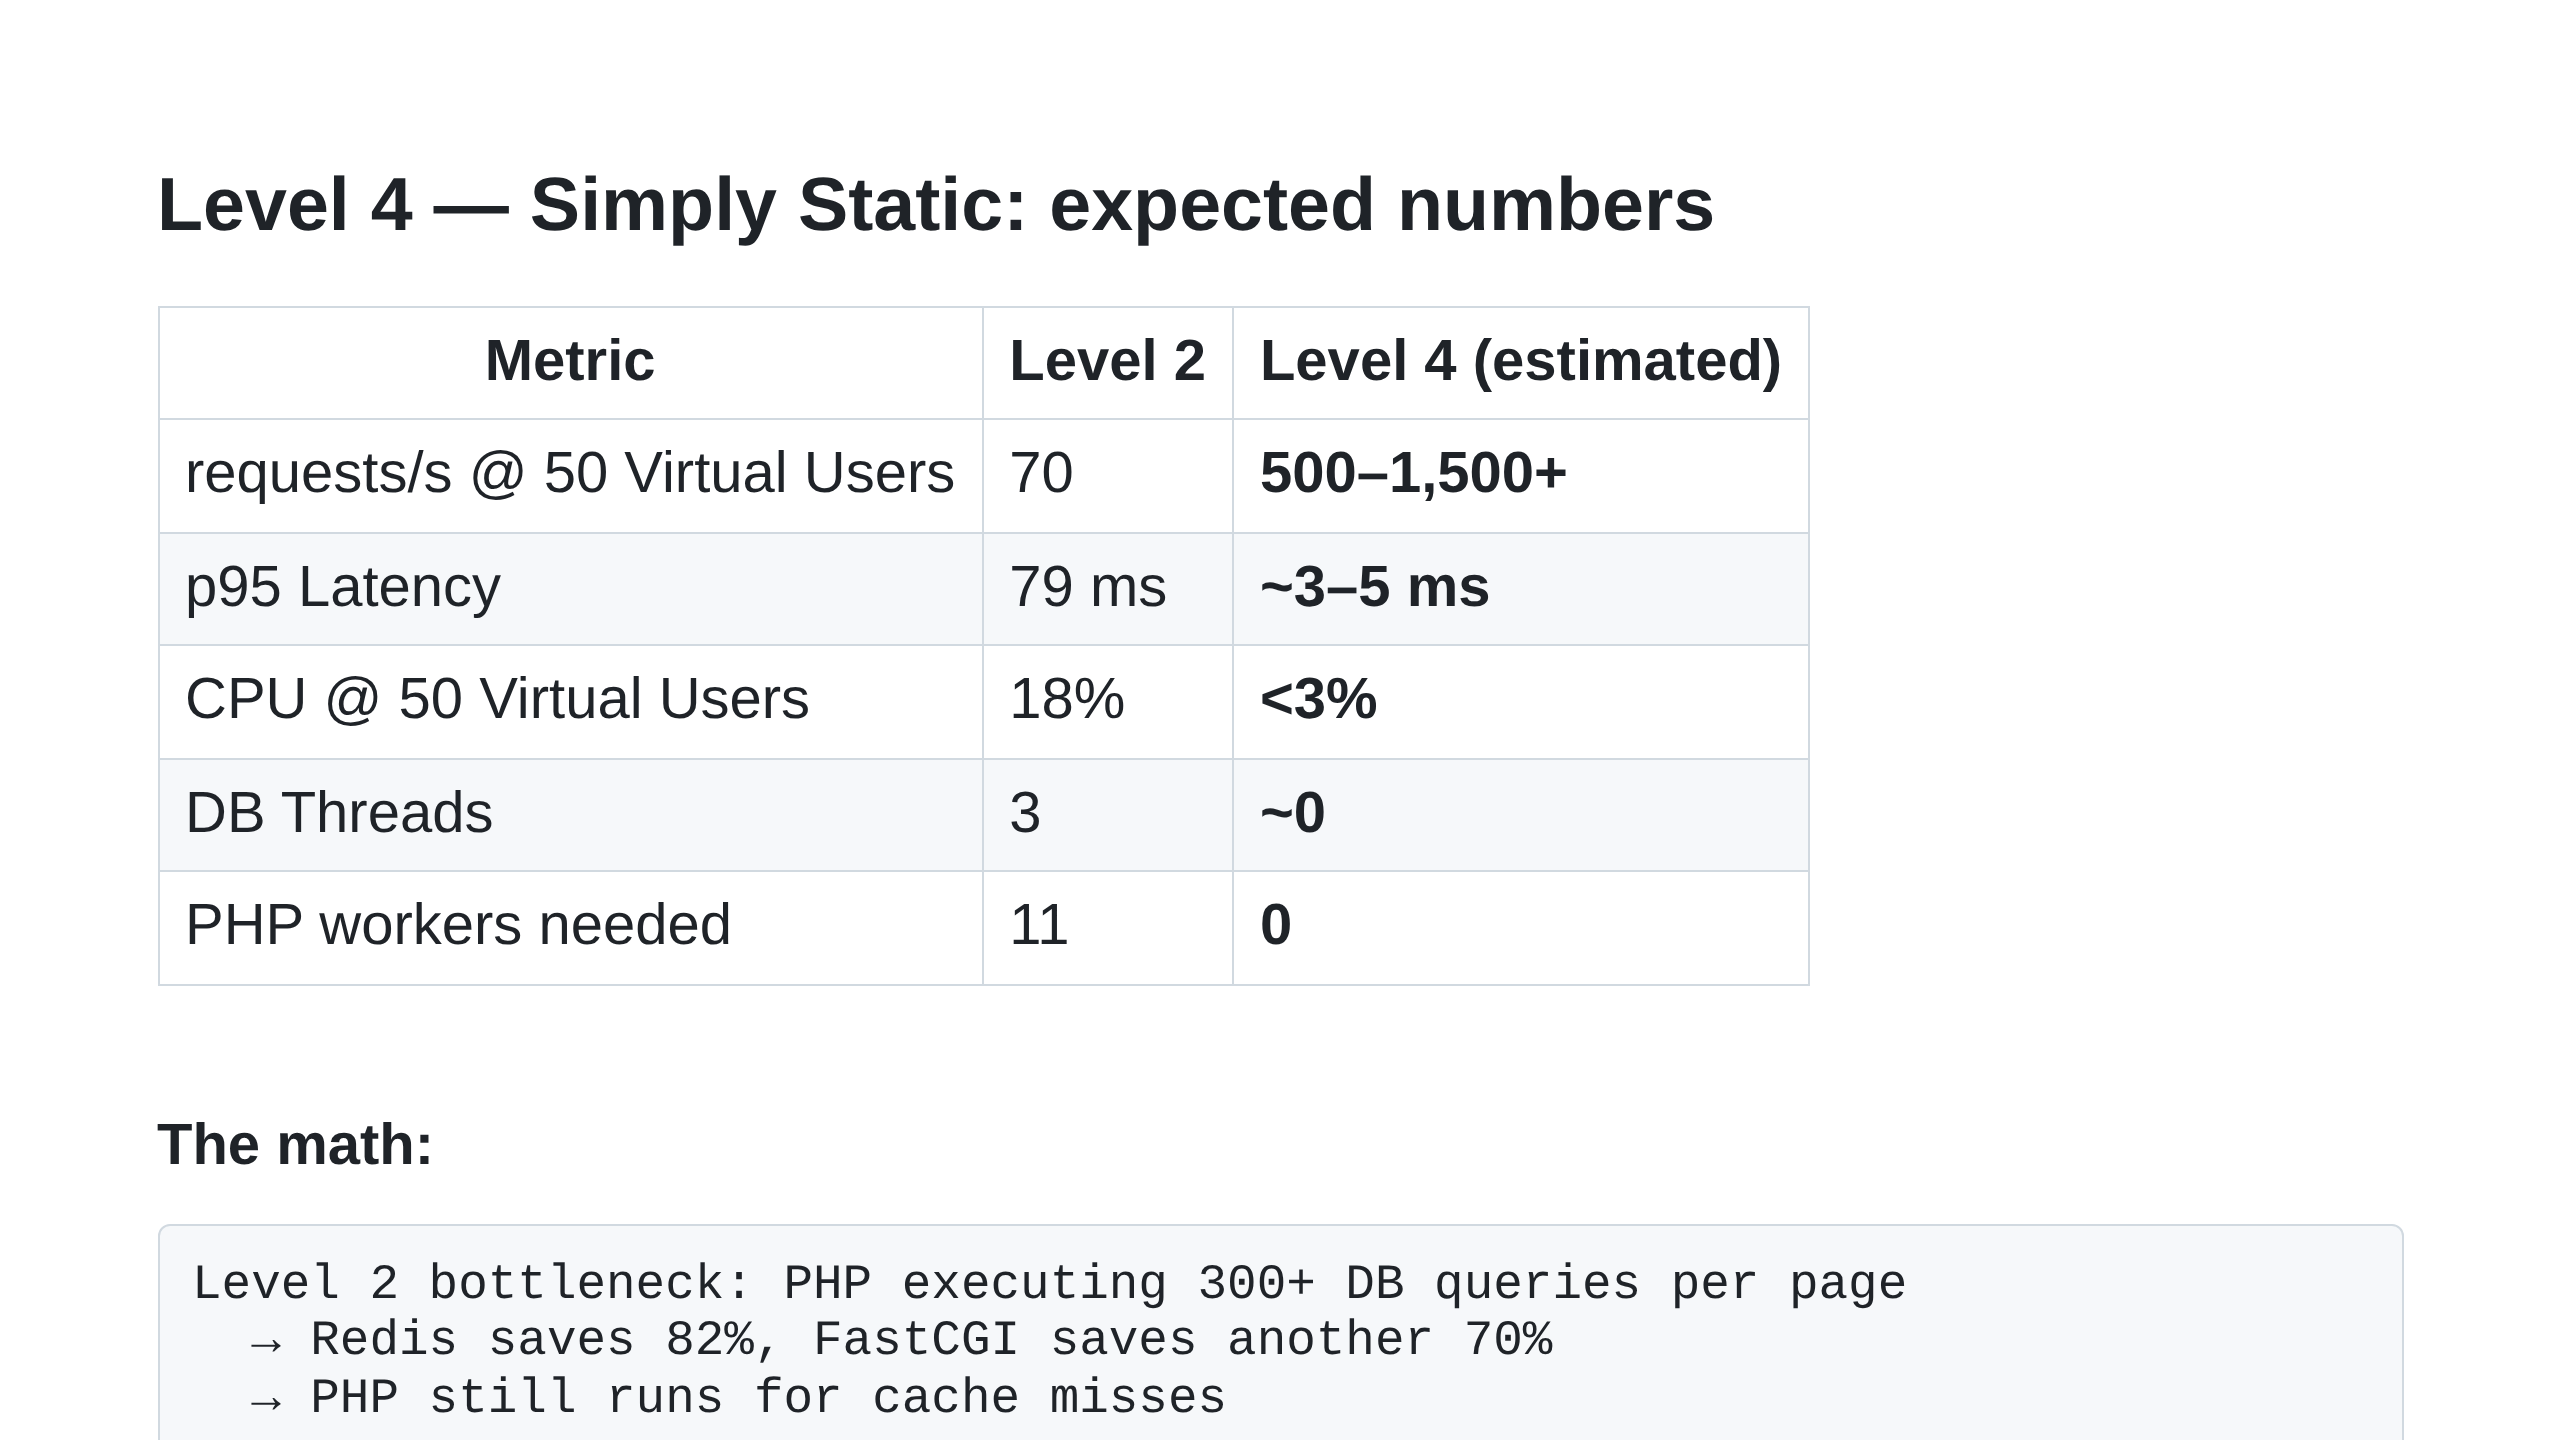 Level 4 — Simply Static: expected numbers
Metric Level 2 Level 4 (estimated)
requests/s @ 50 Virtual Users 70 500–1,500+
p95 Latency 79 ms ~3–5 ms
CPU @ 50 Virtual Users 18% <3%
DB Threads 3 ~0
PHP workers needed 11 0
The math:
Level 2 bottleneck: PHP executing 300+ DB queries per page
→ Redis saves 82%, FastCGI saves another 70%
→ PHP still runs for cache misses